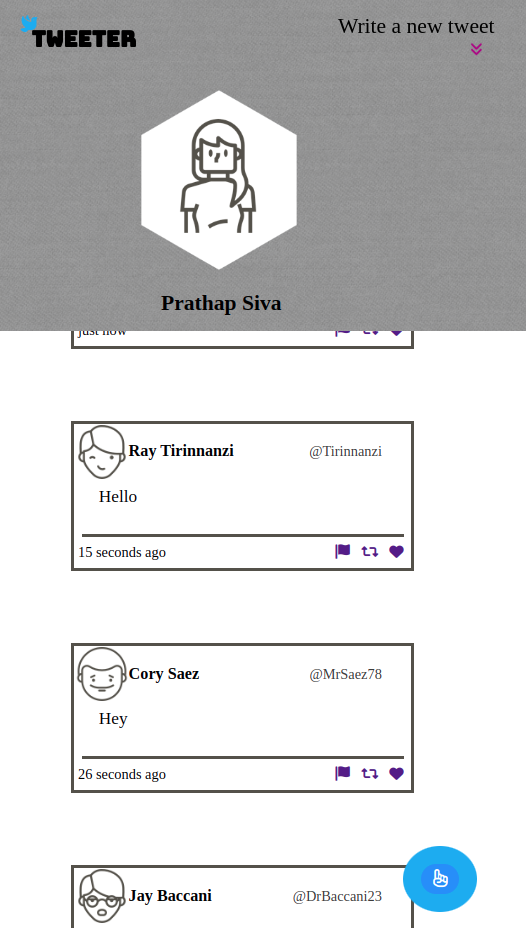 TWEETER
Write a new tweet
Prathap Siva
just now
Ray Tirinnanzi @Tirinnanzi
Hello
15 seconds ago
Cory Saez @MrSaez78
Hey
26 seconds ago
Jay Baccani @DrBaccani23